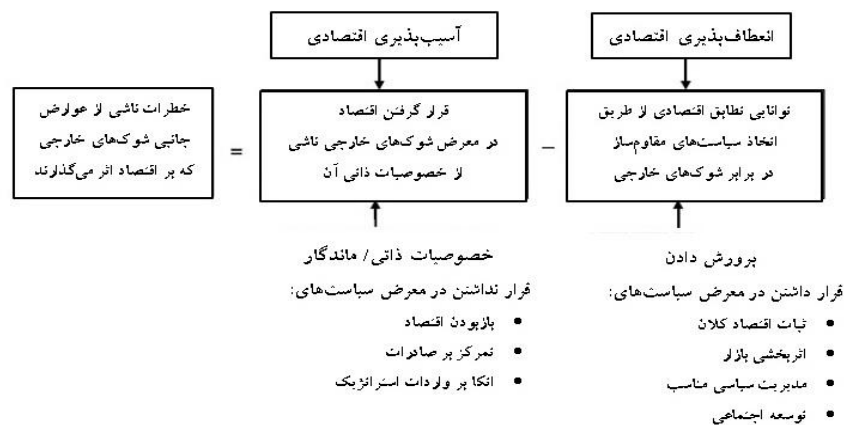 انعطاف‌پذیری اقتصادی
توانایی تطابق اقتصادی از طریق
اتخاذ سیاست‌های مقاوم‌ساز
در برابر شوک‌های خارجی
پرورش دادن
قرار داشتن در معرض سیاست‌های:
• ثبات اقتصاد کلان
• اثربخشی بازار
• مدیریت سیاسی مناسب
• توسعه اجتماعی
−
آسیب‌پذیری اقتصادی
قرار گرفتن اقتصاد
در معرض شوک‌های خارجی ناشی
از خصوصیات ذاتی آن
خصوصیات ذاتی/ ماندگار
قرار نداشتن در معرض سیاست‌های:
• بازبودن اقتصاد
• تمرکز بر صادرات
• اتکا بر واردات استراتژیک
=
خطرات ناشی از عوارض
جانبی شوک‌های خارجی
که بر اقتصاد اثر می‌گذارند